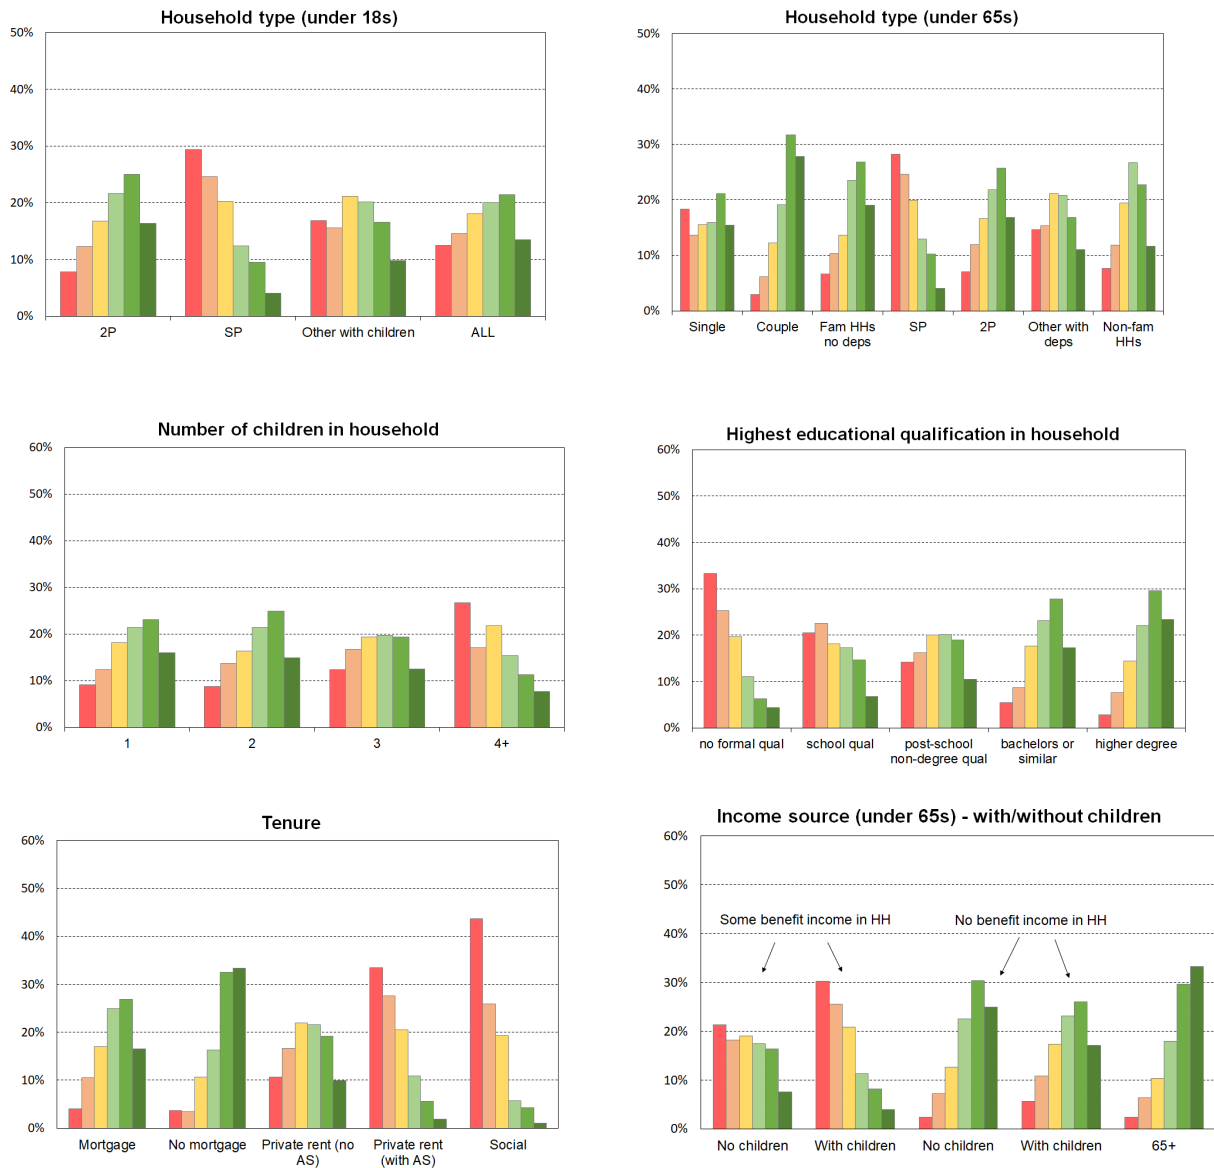 Household type (under 18s)
50%
40%
30%
20%
10%
0%
2P
SP
Other with children
ALL
Household type (under 65s)
50%
40%
30%
20%
10%
0%
Single
Couple
Fam HHs
no deps
SP
2P
Other with
deps
Non-fam
HHs
Number of children in household
60%
50%
40%
30%
20%
10%
0%
1
2
3
4+
Highest educational qualification in household
60%
50%
40%
30%
20%
10%
0%
no formal qual
school qual
post-school
non-degree qual
bachelors or
similar
higher degree
Tenure
60%
50%
40%
30%
20%
10%
0%
Mortgage
No mortgage
Private rent (no
AS)
Private rent
(with AS)
Social
Income source (under 65s) - with/without children
60%
50%
40%
30%
20%
10%
0%
Some benefit income in HH
No benefit income in HH
No children
With children
No children
With children
65+